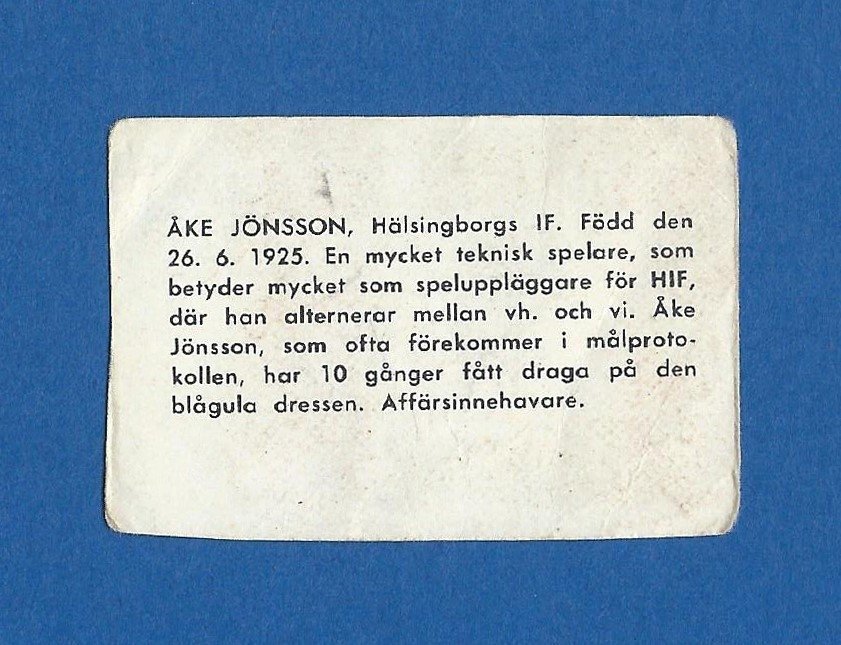 ÅKE JÖNSSON, Hälsingborgs IF. Född den
26. 6. 1925. En mycket teknisk spelare, som
betyder mycket som speluppläggare för HIF,
där han alternerar mellan vh. och vi. Åke
Jönsson, som ofta förekommer i målproto-
kollen, har 10 gånger fått draga på den
blågula dressen. Affärsinnehavare.